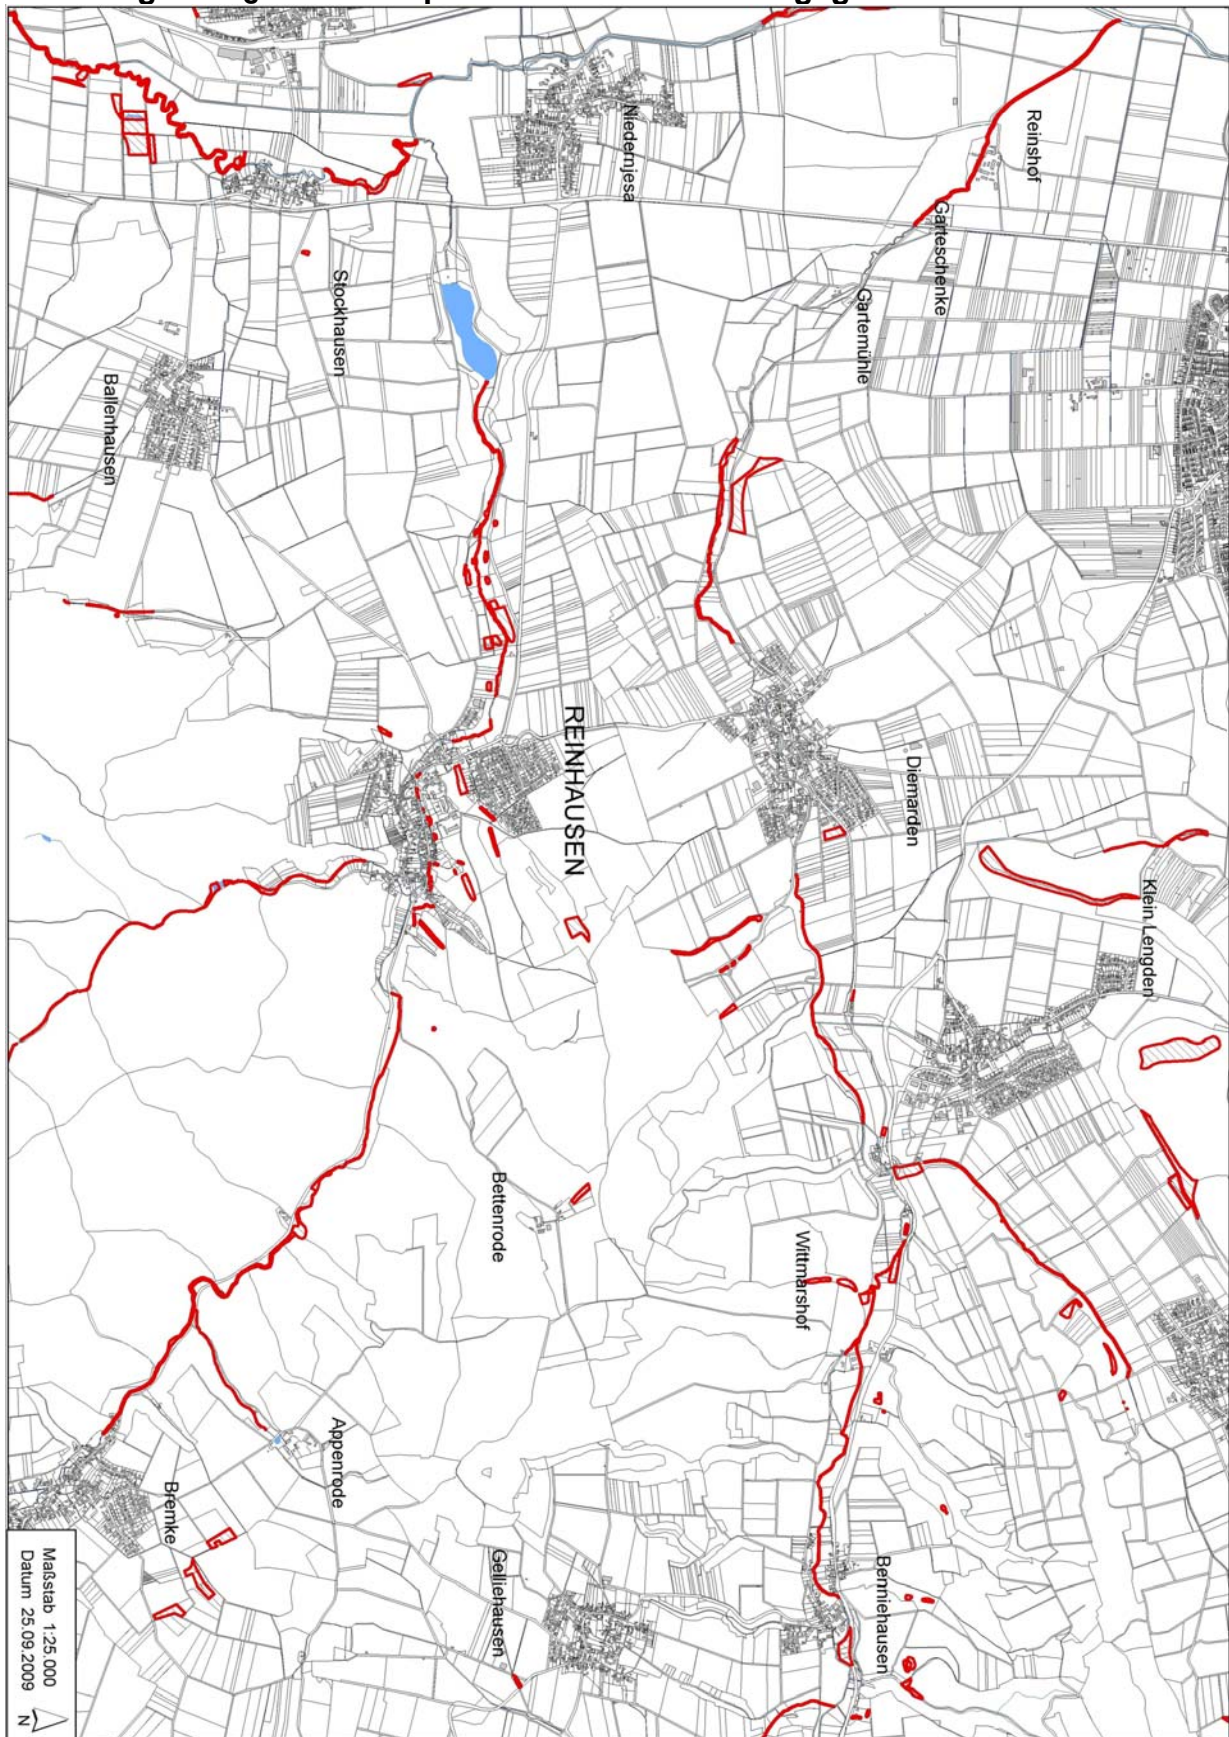 Reinshof
Niedernjesa
Garteschenke
Gartemühle
Stockhausen
Ballenhausen
REINHAUSEN
Diemarden
Klein Lengden
Bettenrode
Wittmarshof
Appenrode
Bremke
Gelliehausen
Benniehausen
Maßstab 1:25.000
Datum 25.09.2009
N